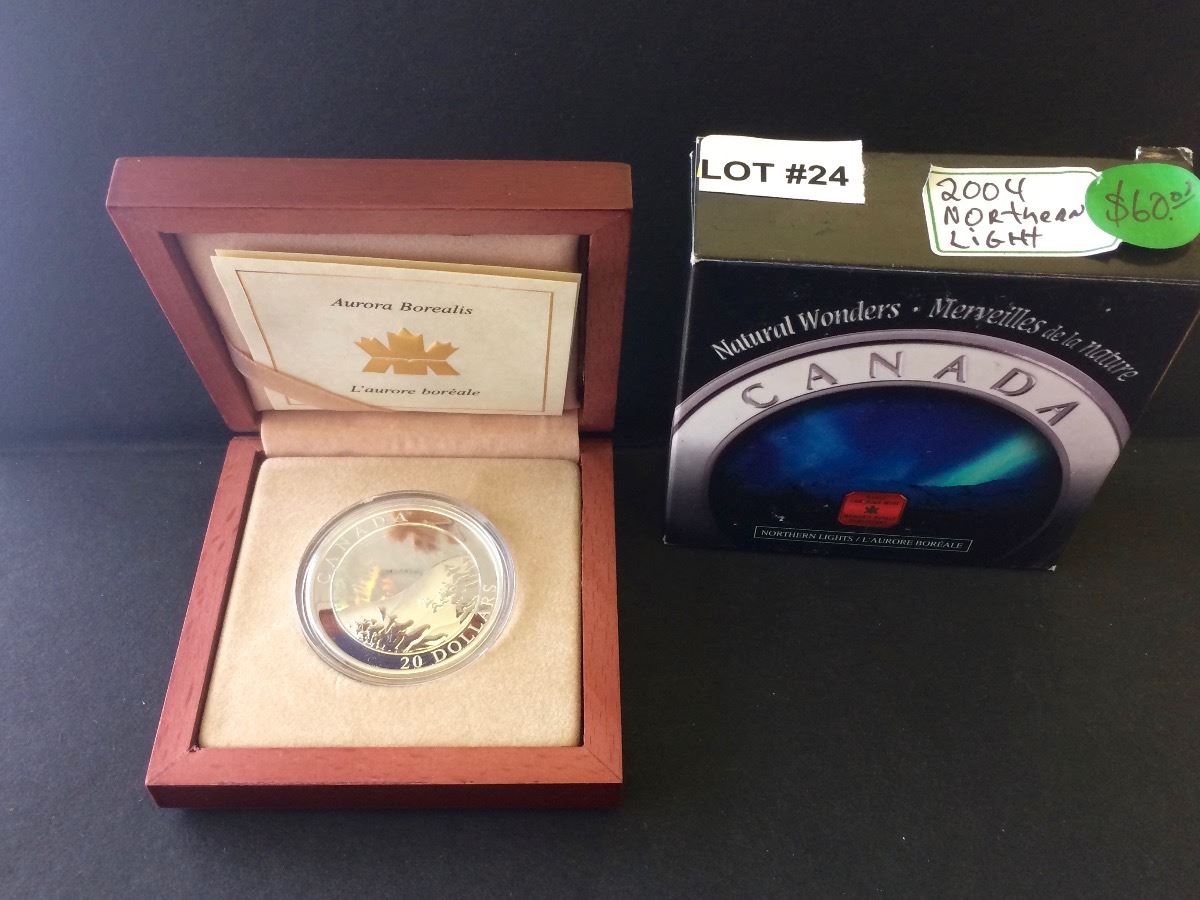 LOT #24
2004
NORthERN
LiGHt
$60.00
Natural Wonders · Merveilles de la nature
CANADA
NORTHERN LIGHTS / L'AURORE BORÉALE
Aurora Borealis
L'aurore boréale
CANADA
20 DOLLARS